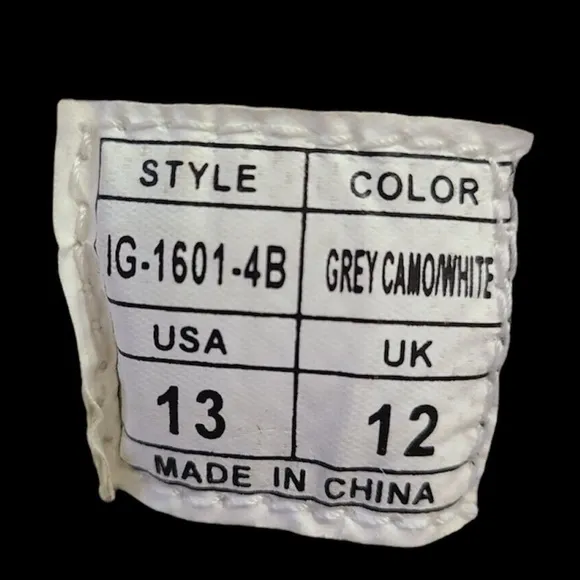 STYLE COLOR
IG-1601-4B GREY CAMO/WHITE
USA UK
13 12
MADE IN CHINA